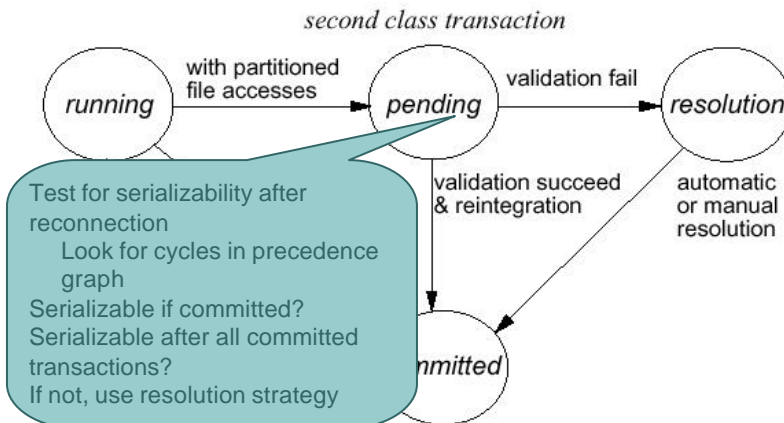 second class transaction
with partitioned
file accesses
validation fail
running
pending
resolution
validation succeed
& reintegration
automatic
or manual
resolution
Test for serializability after
reconnection
Look for cycles in precedence
graph
Serializable if committed?
Serializable after all committed
transactions?
If not, use resolution strategy
mmitted